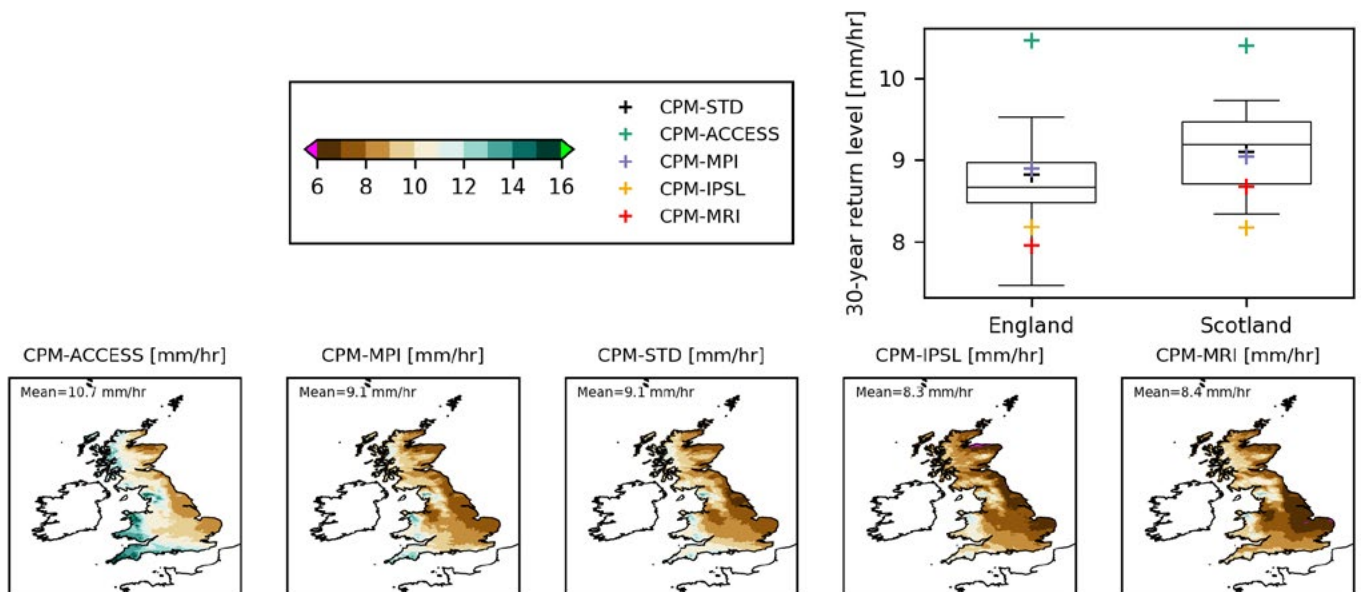 CPM-STD
CPM-ACCESS
CPM-MPI
CPM-IPSL
CPM-MRI
6 8 10 12 14 16
30-year return level [mm/hr]
10
9
8
England Scotland
CPM-ACCESS [mm/hr] CPM-MPI [mm/hr] CPM-STD [mm/hr] CPM-IPSL [mm/hr] CPM-MRI [mm/hr]
Mean=10.7 mm/hr Mean=9.1 mm/hr Mean=9.1 mm/hr Mean=8.3 mm/hr Mean=8.4 mm/hr